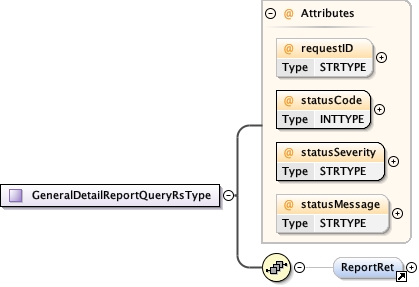 @ Attributes
@ requestID
Type STRTYPE
@ statusCode
Type INTTYPE
@ statusSeverity
Type STRTYPE
GeneralDetailReportQueryRsType
@ statusMessage
Type STRTYPE
ReportRet